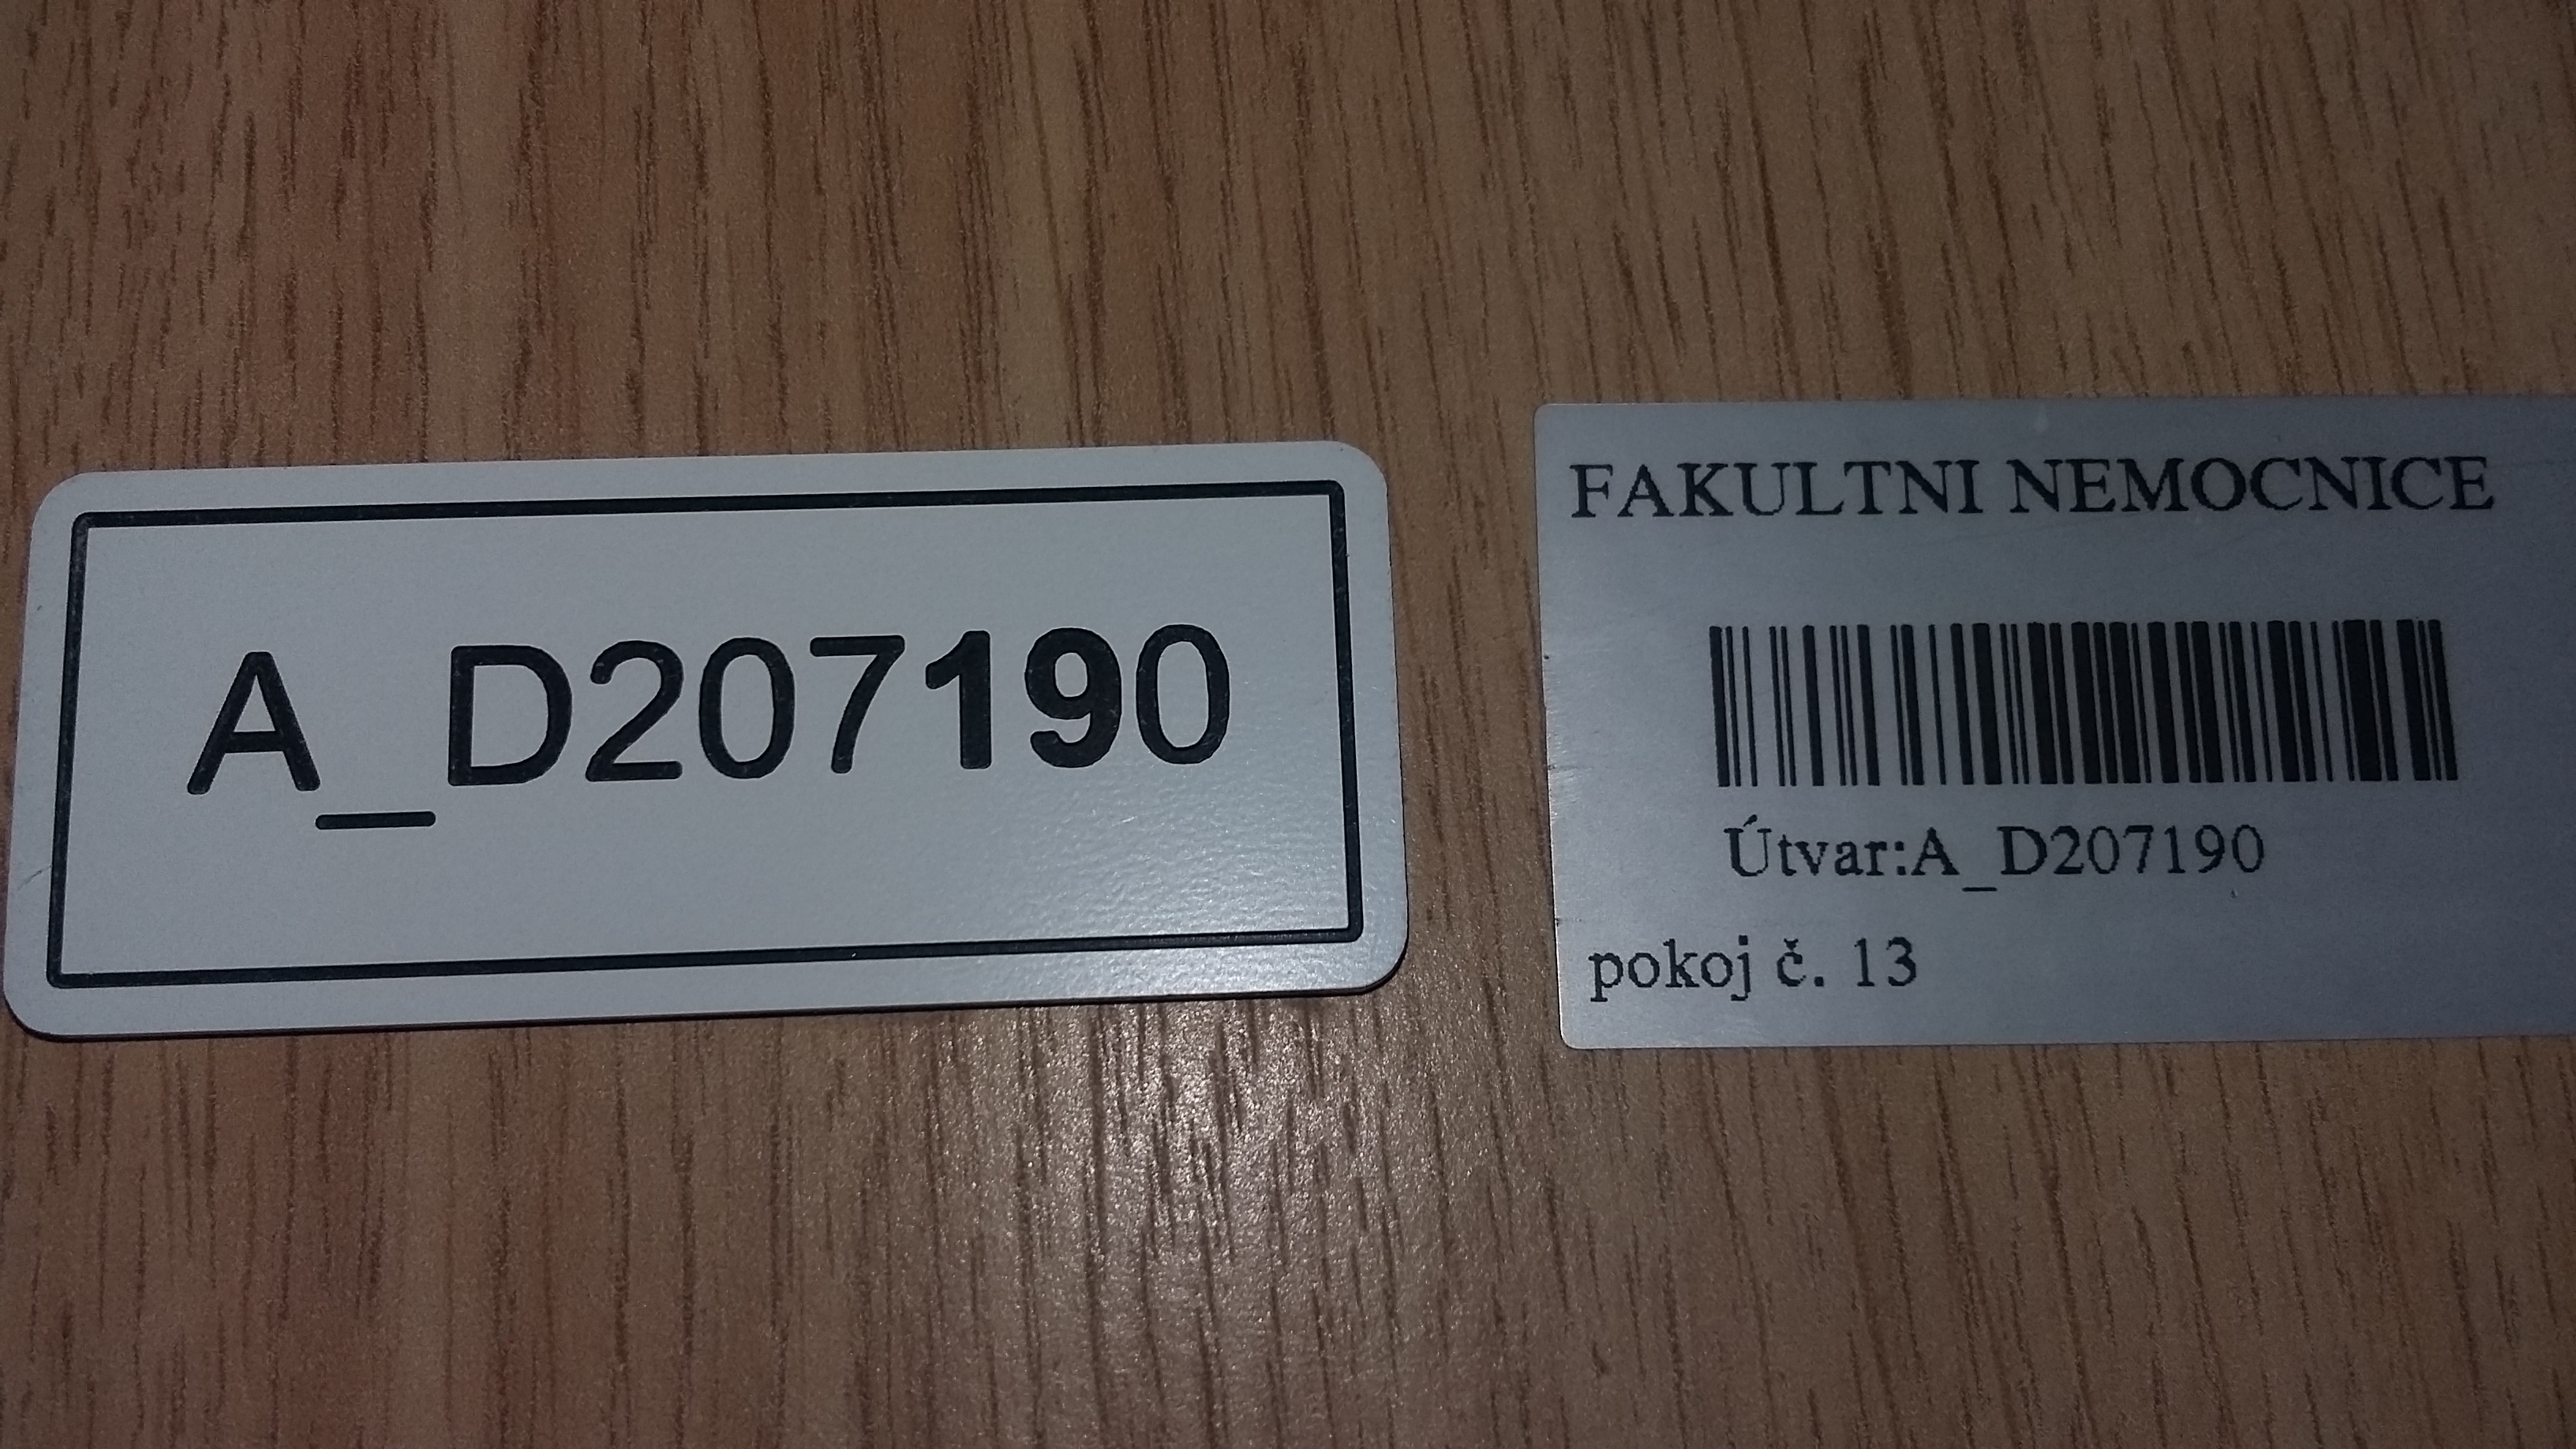 A_D207190
FAKULTNI NEMOCNICE
Útvar:A_D207190
pokoj č. 13